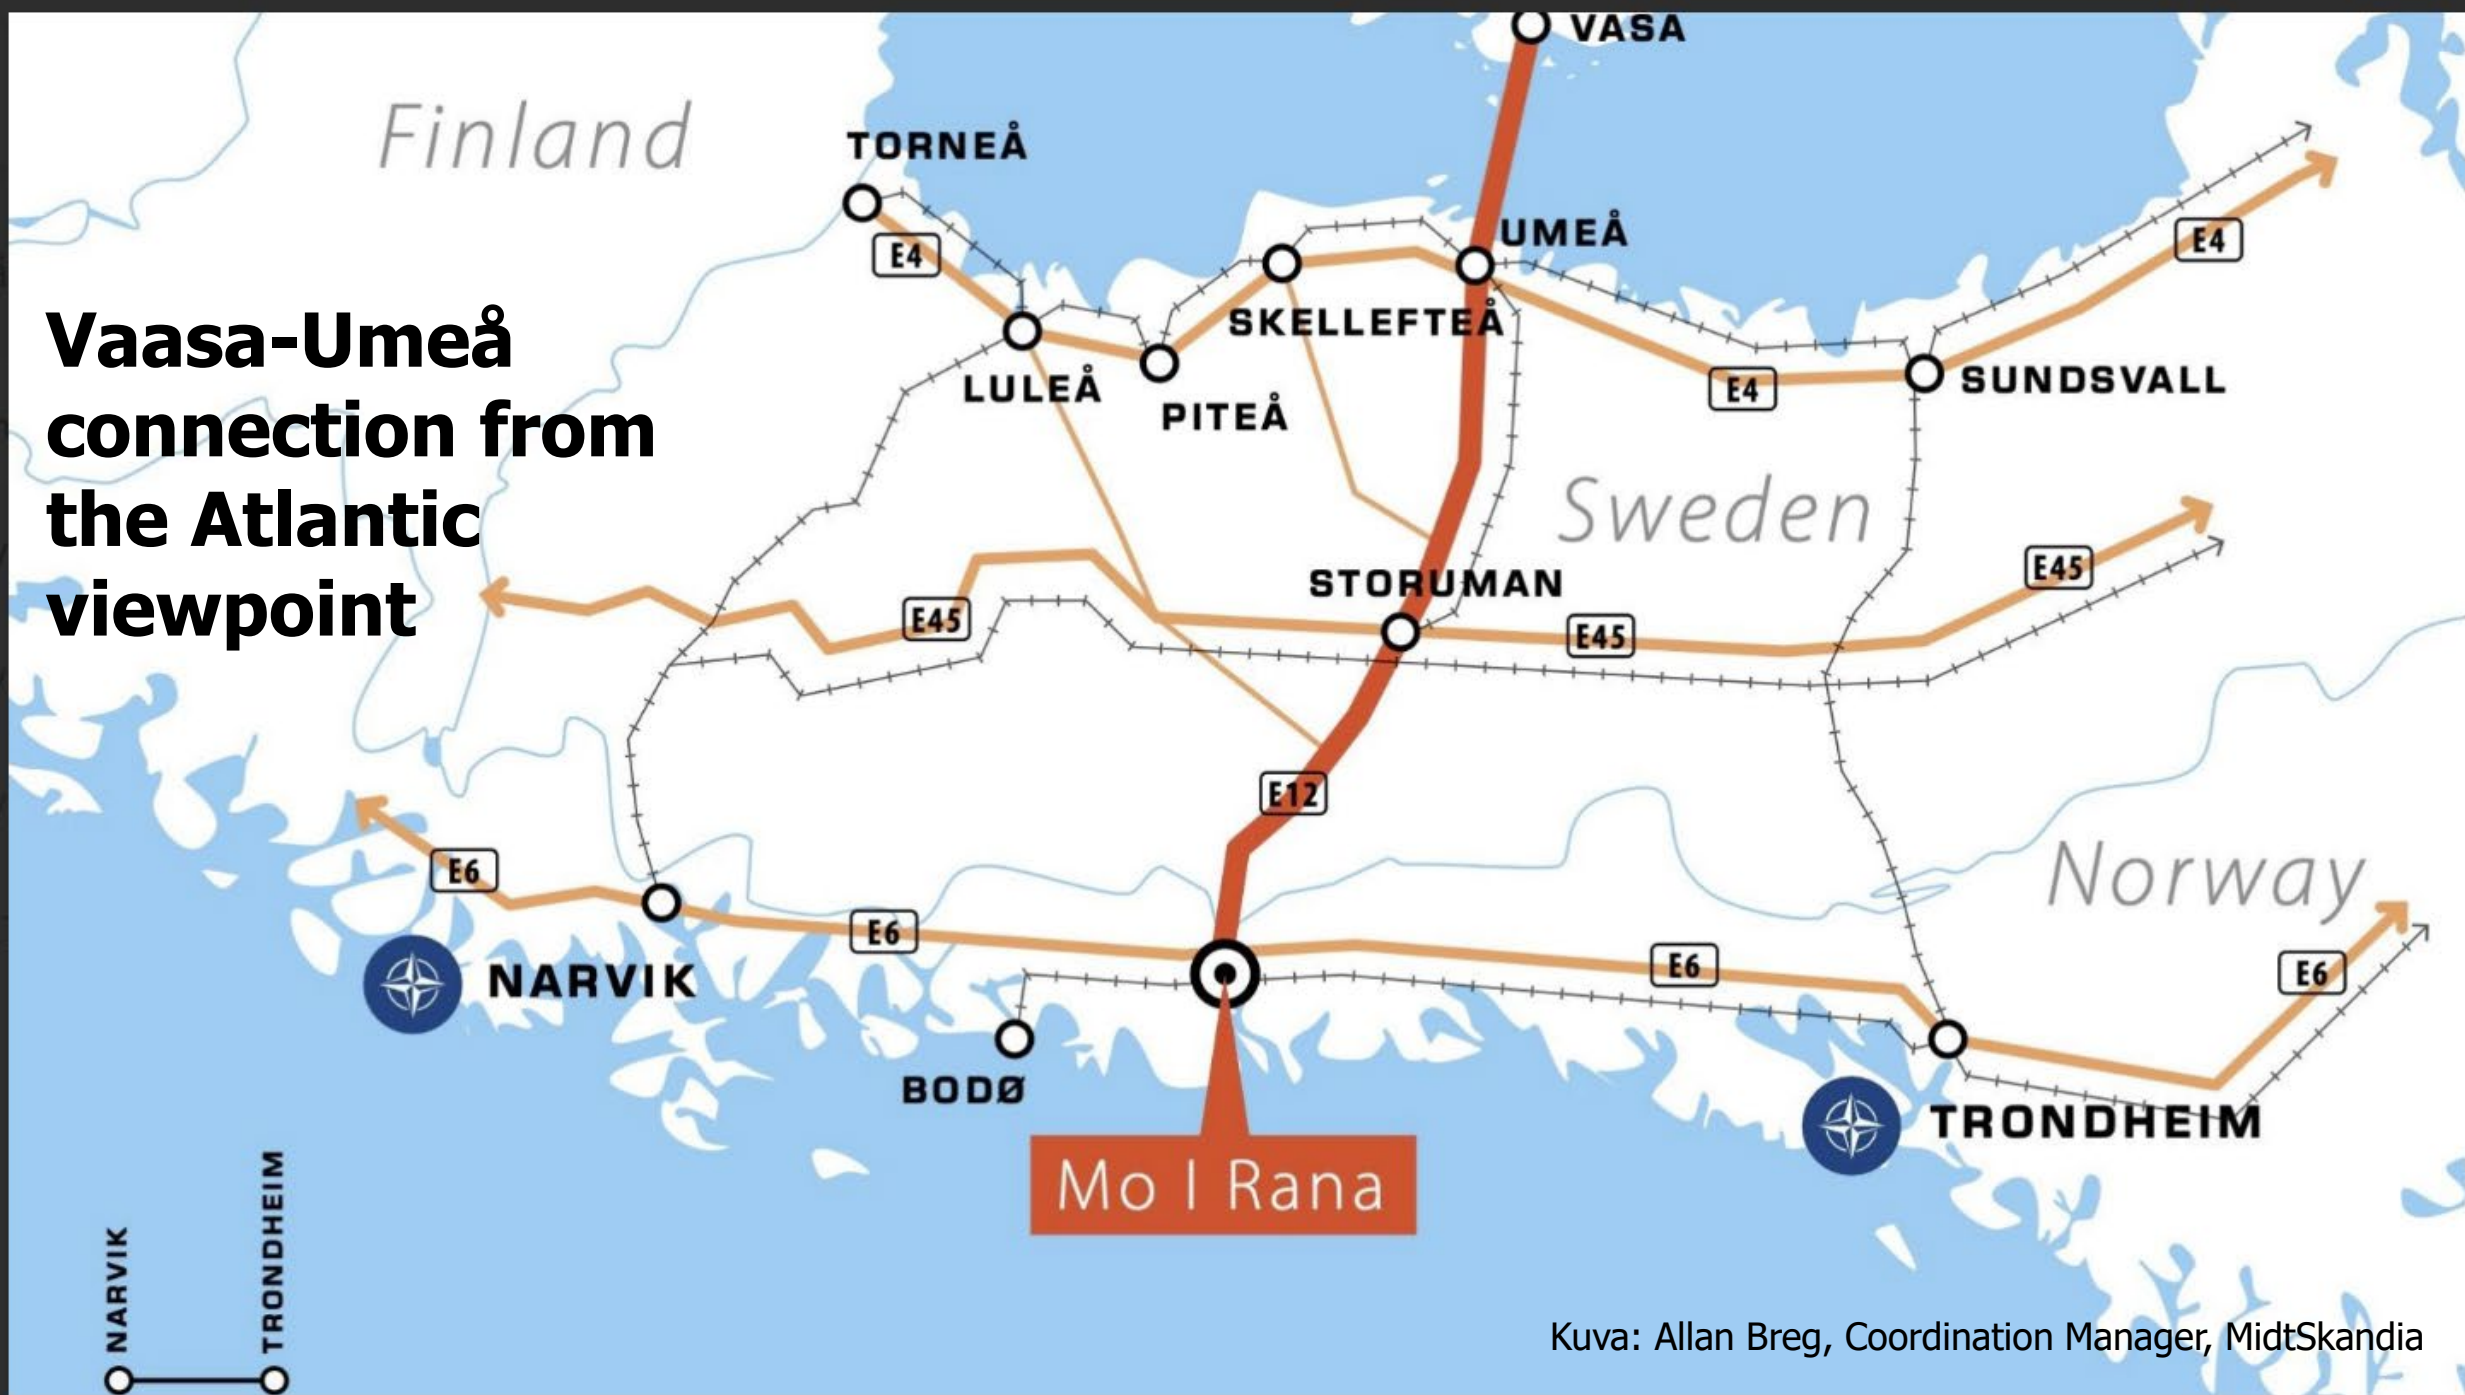 VASA
Finland
TORNEÅ
UMEÅ
E4
E4
Vaasa-Umeå
connection from
the Atlantic
viewpoint
SKELLEFTEÅ
LULEÅ
E4
SUNDSVALL
PITEÅ
Sweden
STORUMAN
E45
E45
E45
E12
E6
Norway
E6
E6
E6
NARVIK
BODØ
TRONDHEIM
Mo I Rana
NARVIK
TRONDHEIM
Kuva: Allan Breg, Coordination Manager, MidtSkandia